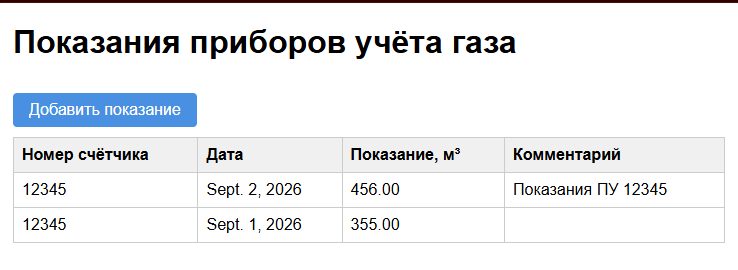 Показания приборов учёта газа
Добавить показание
Номер счётчика Дата Показание, м³ Комментарий
12345 Sept. 2, 2026 456.00 Показания ПУ 12345
12345 Sept. 1, 2026 355.00